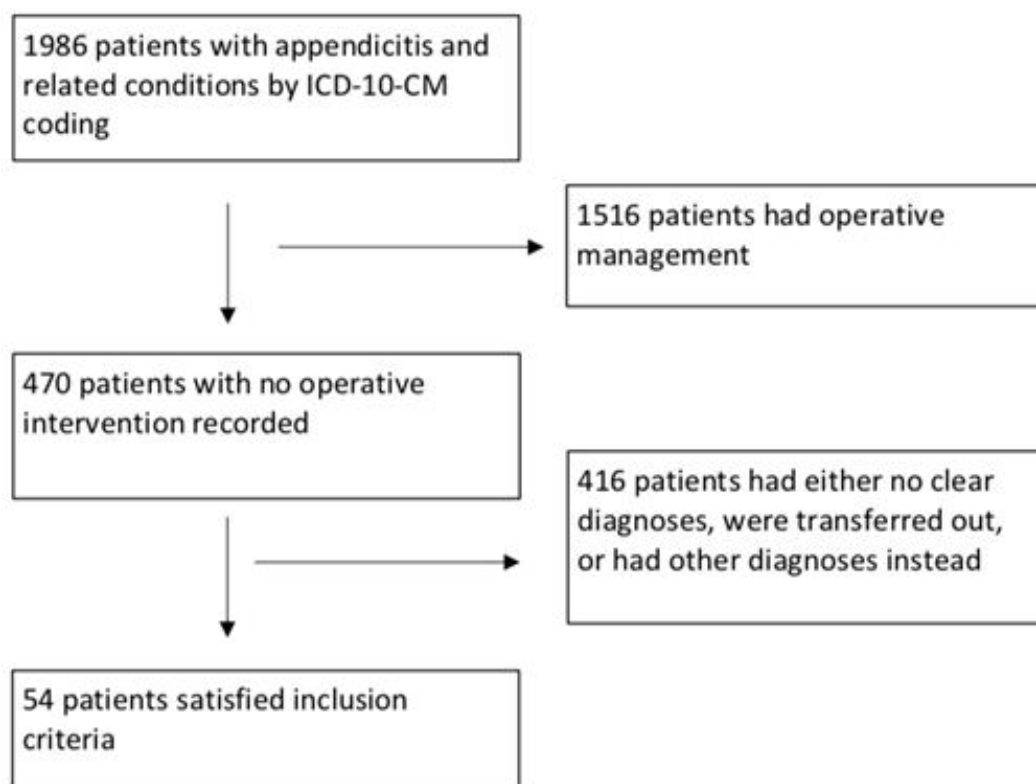 1986 patients with appendicitis and
related conditions by ICD-10-CM
coding
1516 patients had operative
management
470 patients with no operative
intervention recorded
416 patients had either no clear
diagnoses, were transferred out,
or had other diagnoses instead
54 patients satisfied inclusion
criteria